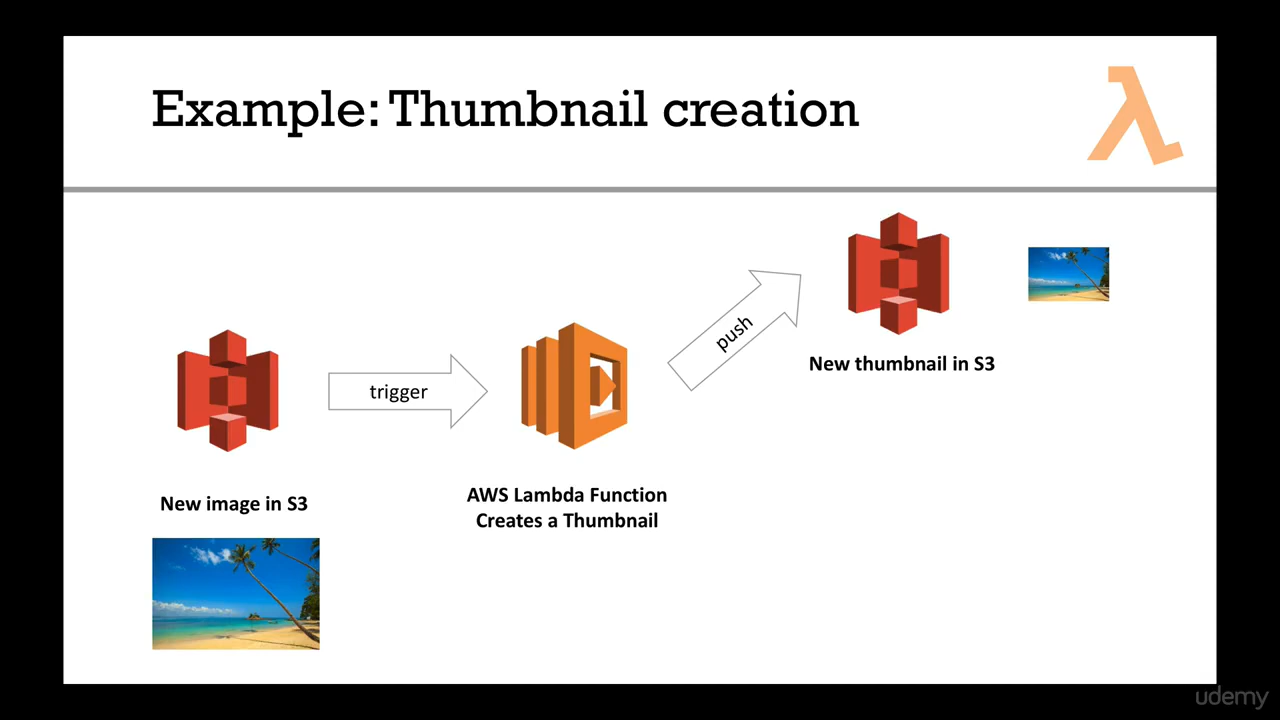 Example: Thumbnail creation
λ
New image in S3
trigger
AWS Lambda Function
Creates a Thumbnail
push
New thumbnail in S3
udemy